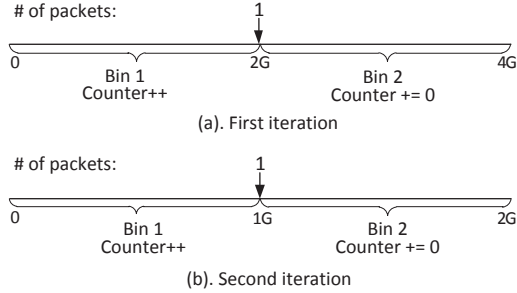 # of packets: 1
0 2G 4G
Bin 1 Bin 2
Counter++ Counter += 0
(a). First iteration
# of packets: 1
0 1G 2G
Bin 1 Bin 2
Counter++ Counter += 0
(b). Second iteration